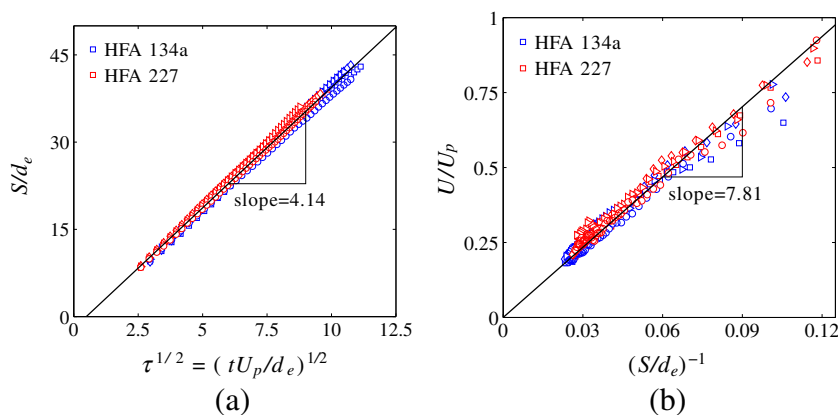 HFA 134a
HFA 227
S/d_e
45
30
15
0
0
2.5
5
7.5
10
12.5
slope=4.14
τ^{1/2} = (tU_p/d_e)^{1/2}
(a)
HFA 134a
HFA 227
U/U_p
1
0.75
0.5
0.25
0
0
0.03
0.06
0.09
0.12
slope=7.81
(S/d_e)^{-1}
(b)